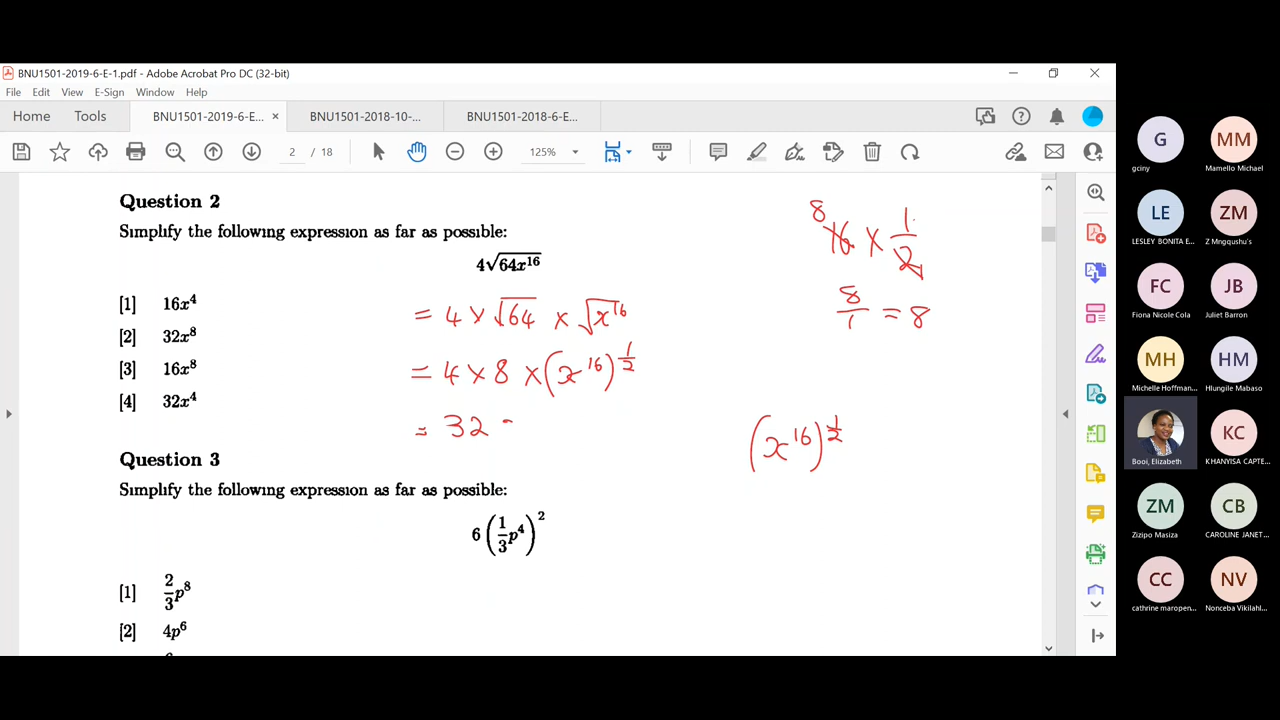 BNU1501-2019-6-E-1.pdf - Adobe Acrobat Pro DC (32-bit)
File Edit View E-Sign Window Help
Home Tools BNU1501-2019-6-E... × BNU1501-2018-10-... BNU1501-2018-6-E...
2 / 18 125%
Question 2
Simplify the following expression as far as possible:
4√64x¹⁶
[1] 16x⁴
[2] 32x⁸
[3] 16x⁸
[4] 32x⁴
= 4 × √64 × √x¹⁶
= 4 × 8 × (x¹⁶)^½
= 32
8
16 × 1/2
8/1 = 8
(x¹⁶)^½
Question 3
Simplify the following expression as far as possible:
6(1/3 p⁴)²
[1] 2/3 p⁸
[2] 4p⁶
G MM
gciny Mamello Michael
LE ZM
LESLEY BONITA E... Z Mngqushu's
FC JB
Fiona Nicole Cola Juliet Barron
MH HM
Michelle Hoffman... Hlungile Mabaso
KC
Booi, Elizabeth KHANYISA CAPTE...
ZM CB
Zizipo Masiza CAROLINE JANET...
CC NV
cathrine maropen... Nonceba Vikilahl...